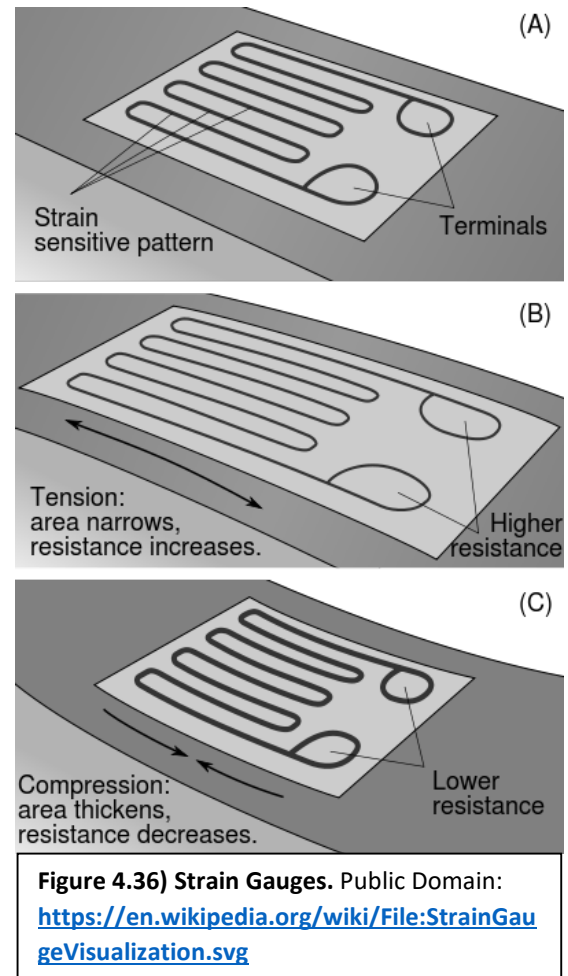 (A)
Strain
sensitive pattern
Terminals
(B)
Tension:
area narrows,
resistance increases.
Higher
resistance
(C)
Compression:
area thickens,
resistance decreases.
Lower
resistance
Figure 4.36) Strain Gauges. Public Domain:
https://en.wikipedia.org/wiki/File:StrainGau
geVisualization.svg